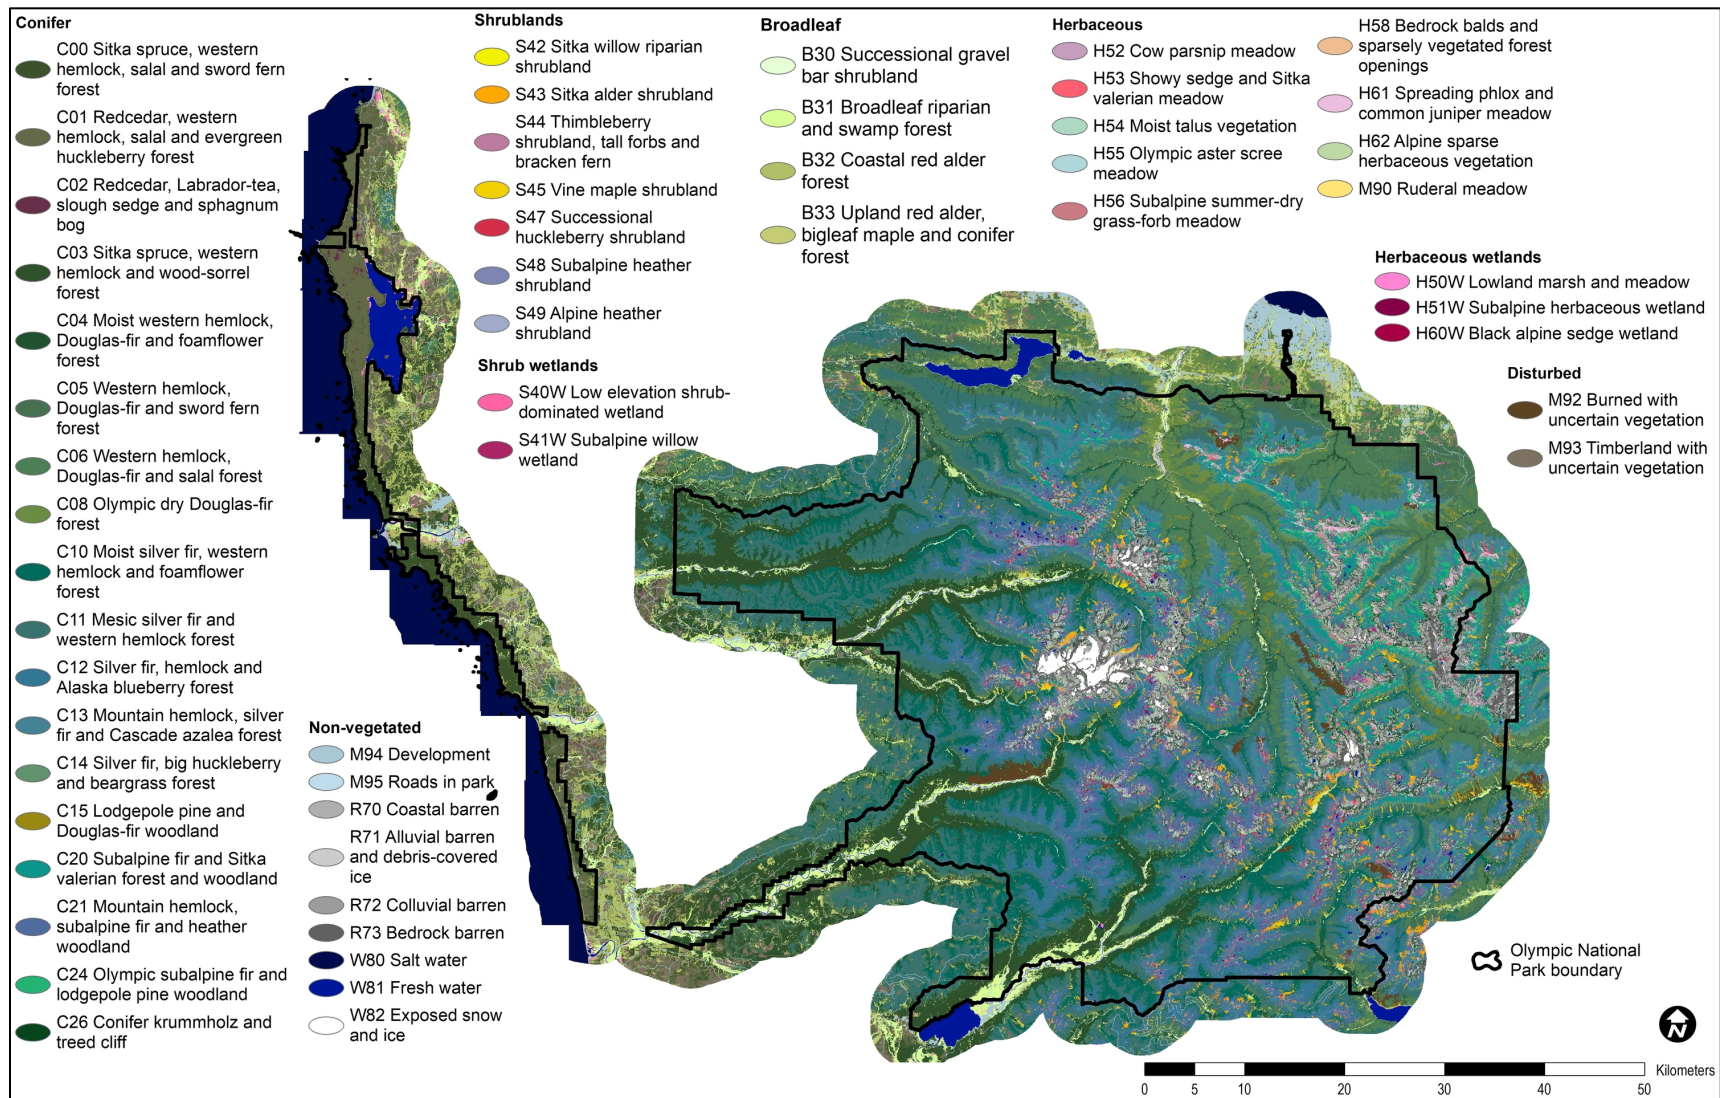 Conifer
C00 Sitka spruce, western
hemlock, salal and sword fern
forest
C01 Redcedar, western
hemlock, salal and evergreen
huckleberry forest
C02 Redcedar, Labrador-tea,
slough sedge and sphagnum
bog
C03 Sitka spruce, western
hemlock and wood-sorrel
forest
C04 Moist western hemlock,
Douglas-fir and foamflower
forest
C05 Western hemlock,
Douglas-fir and sword fern
forest
C06 Western hemlock,
Douglas-fir and salal forest
C08 Olympic dry Douglas-fir
forest
C10 Moist silver fir, western
hemlock and foamflower
forest
C11 Mesic silver fir and
western hemlock forest
C12 Silver fir, hemlock and
Alaska blueberry forest
C13 Mountain hemlock, silver
fir and Cascade azalea forest
C14 Silver fir, big huckleberry
and beargrass forest
C15 Lodgepole pine and
Douglas-fir woodland
C20 Subalpine fir and Sitka
valerian forest and woodland
C21 Mountain hemlock,
subalpine fir and heather
woodland
C24 Olympic subalpine fir and
lodgepole pine woodland
C26 Conifer krummholz and
treed cliff
Shrublands
S42 Sitka willow riparian
shrubland
S43 Sitka alder shrubland
S44 Thimbleberry
shrubland, tall forbs and
bracken fern
S45 Vine maple shrubland
S47 Successional
huckleberry shrubland
S48 Subalpine heather
shrubland
S49 Alpine heather
shrubland
Shrub wetlands
S40W Low elevation shrub-
dominated wetland
S41W Subalpine willow
wetland
Non-vegetated
M94 Development
M95 Roads in park
R70 Coastal barren
R71 Alluvial barren
and debris-covered
ice
R72 Colluvial barren
R73 Bedrock barren
W80 Salt water
W81 Fresh water
W82 Exposed snow
and ice
Broadleaf
B30 Successional gravel
bar shrubland
B31 Broadleaf riparian
and swamp forest
B32 Coastal red alder
forest
B33 Upland red alder,
bigleaf maple and conifer
forest
Herbaceous
H52 Cow parsnip meadow
H53 Showy sedge and Sitka
valerian meadow
H54 Moist talus vegetation
H55 Olympic aster scree
meadow
H56 Subalpine summer-dry
grass-forb meadow
H58 Bedrock balds and
sparsely vegetated forest
openings
H61 Spreading phlox and
common juniper meadow
H62 Alpine sparse
herbaceous vegetation
M90 Ruderal meadow
Herbaceous wetlands
H50W Lowland marsh and meadow
H51W Subalpine herbaceous wetland
H60W Black alpine sedge wetland
Disturbed
M92 Burned with
uncertain vegetation
M93 Timberland with
uncertain vegetation
Olympic National
Park boundary
N
Kilometers
0 5 10 20 30 40 50